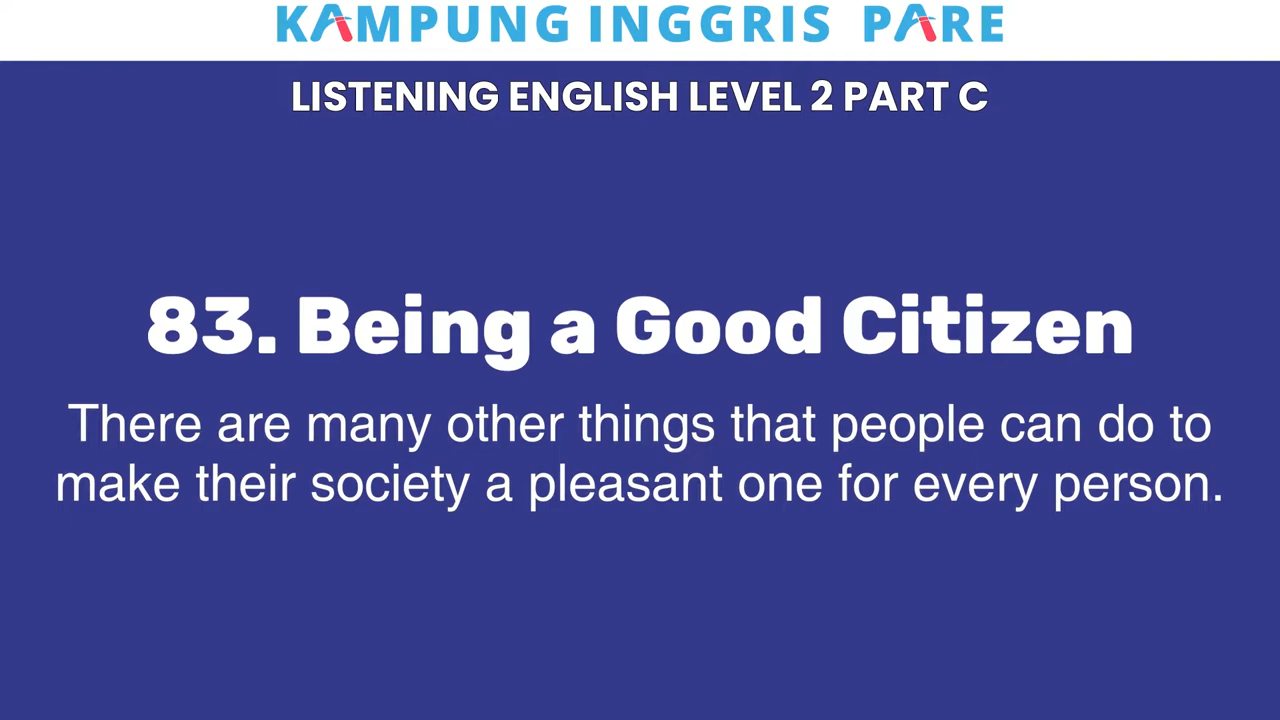 KAMPUNG INGGRIS PARE
LISTENING ENGLISH LEVEL 2 PART C
83. Being a Good Citizen
There are many other things that people can do to
make their society a pleasant one for every person.